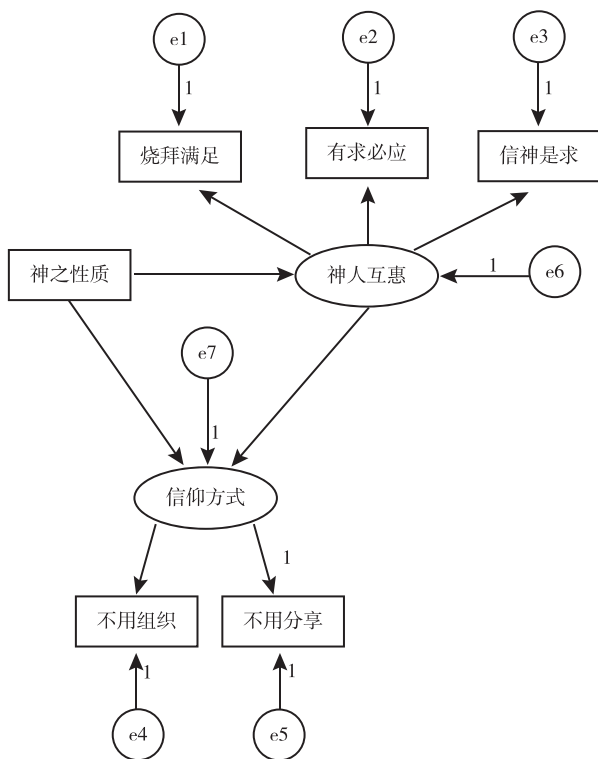 e1
e2
e3
1
1
1
烧拜满足
有求必应
信神是求
神之性质
神人互惠
1
e6
e7
1
信仰方式
1
不用组织
不用分享
1
1
e4
e5